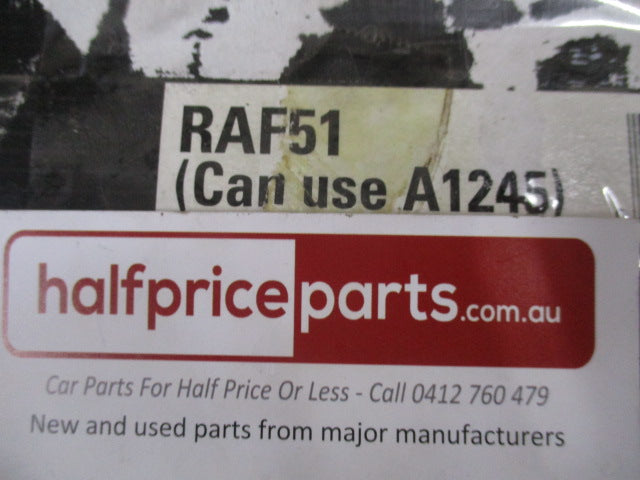 RAF51
(Can use A1245)
halfpriceparts.com.au
Car Parts For Half Price Or Less - Call 0412 760 479
New and used parts from major manufacturers